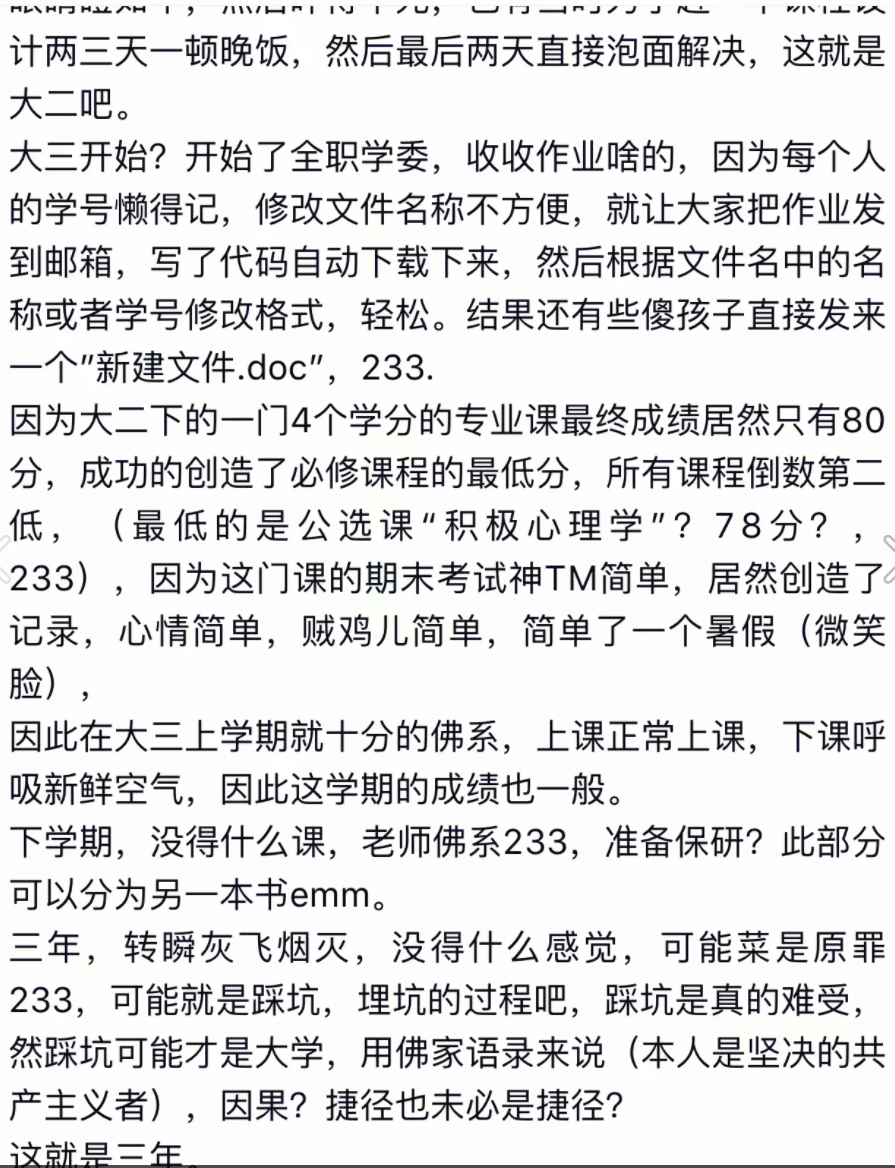 计两三天一顿晚饭，然后最后两天直接泡面解决，这就是
大二吧。
大三开始？开始了全职学委，收收作业啥的，因为每个人
的学号懒得记，修改文件名称不方便，就让大家把作业发
到邮箱，写了代码自动下载下来，然后根据文件名中的名
称或者学号修改格式，轻松。结果还有些傻孩子直接发来
一个"新建文件.doc"，233.
因为大二下的一门4个学分的专业课最终成绩居然只有80
分，成功的创造了必修课程的最低分，所有课程倒数第二
低，（最低的是公选课“积极心理学”？78分？，
233），因为这门课的期末考试神TM简单，居然创造了
记录，心情简单，贼鸡儿简单，简单了一个暑假（微笑
脸），
因此在大三上学期就十分的佛系，上课正常上课，下课呼
吸新鲜空气，因此这学期的成绩也一般。
下学期，没得什么课，老师佛系233，准备保研？此部分
可以分为另一本书emm。
三年，转瞬灰飞烟灭，没得什么感觉，可能菜是原罪
233，可能就是踩坑，埋坑的过程吧，踩坑是真的难受，
然踩坑可能才是大学，用佛家语录来说（本人是坚决的共
产主义者），因果？捷径也未必是捷径？
这就是三年。